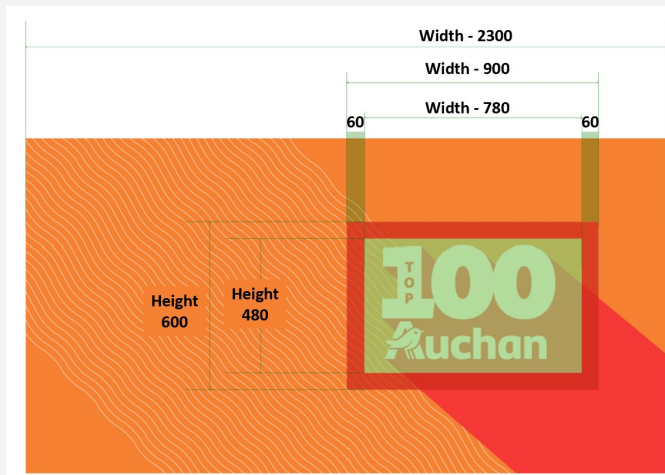 Width - 2300
Width - 900
Width - 780
60
60
Height
600
Height
480
TOP
100
Auchan